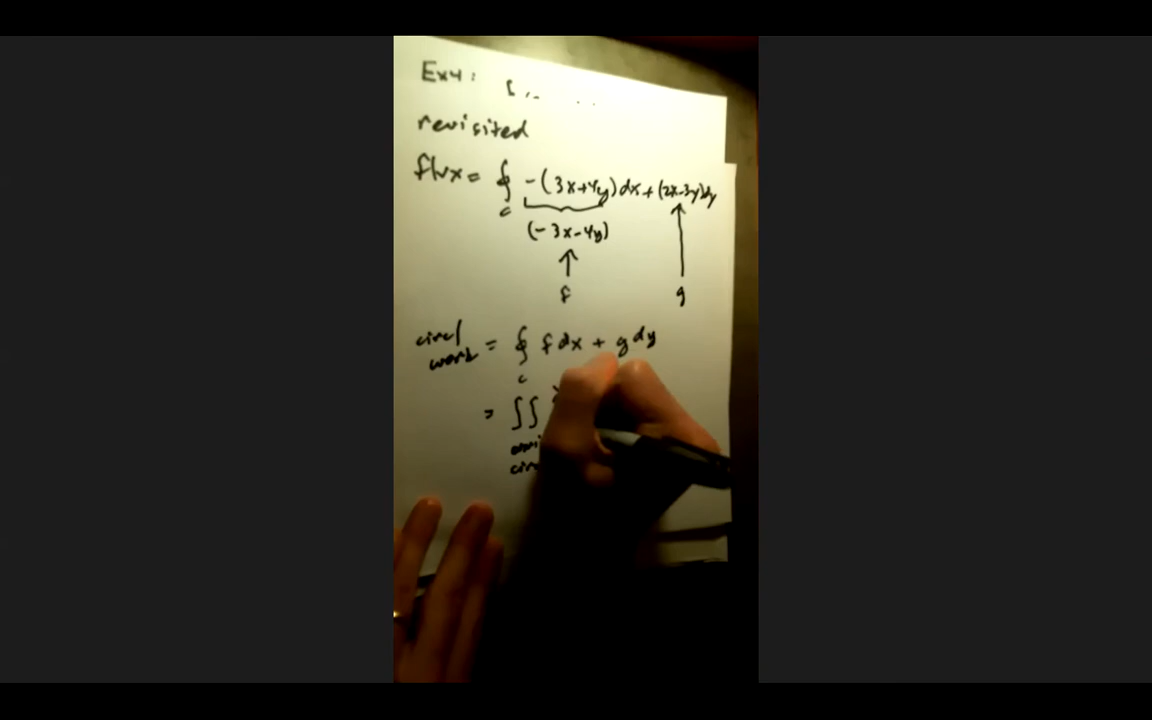 Ex4:
revisited
flux = ∮ -(3x+4y)dx + (2x-3y)dy
c
(-3x-4y)
↑
f g
circ/ work = ∮ f dx + g dy
c
= ∬